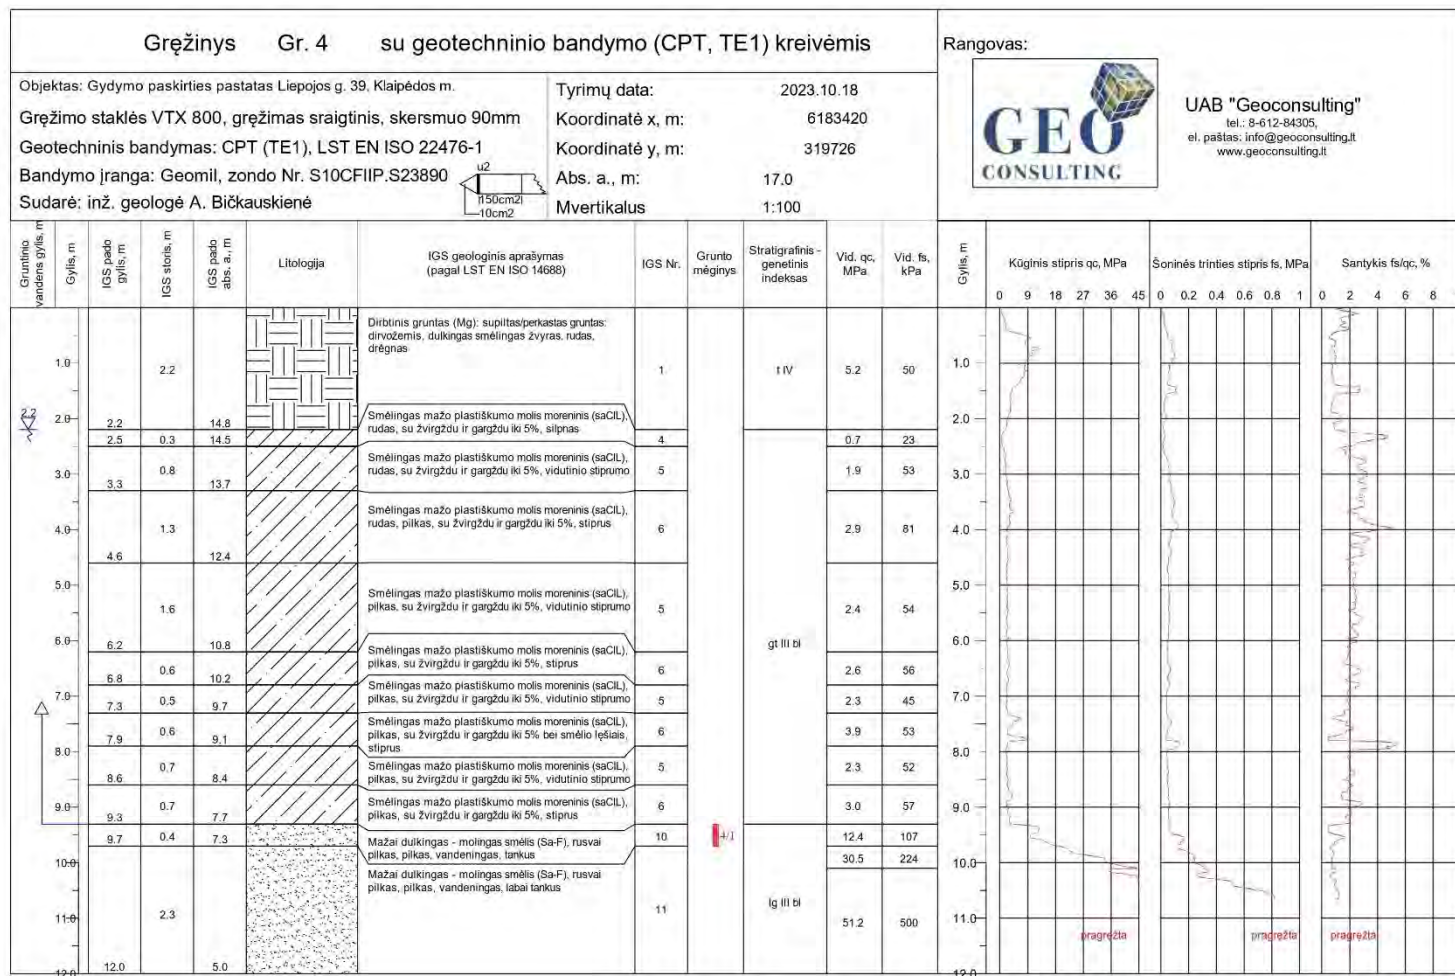 Gręžinys Gr. 4 su geotechninio bandymo (CPT, TE1) kreivėmis
Objektas: Gydymo paskirties pastatas Liepojos g. 39, Klaipėdos m.
Gręžimo staklės VTX 800, gręžimas sraigtinis, skersmuo 90mm
Geotechninis bandymas: CPT (TE1), LST EN ISO 22476-1
Bandymo įranga: Geomil, zondo Nr. S10CFIIP.S23890
Sudarė: inž. geologė A. Bičkauskienė
u2
150cm2
10cm2
Tyrimų data: 2023.10.18
Koordinatė x, m: 6183420
Koordinatė y, m: 319726
Abs. a., m: 17.0
Mvertikalus 1:100
Rangovas:
GEO
CONSULTING
UAB "Geoconsulting"
tel.: 8-612-84305,
el. paštas: info@geoconsulting.lt
www.geoconsulting.lt
Gruntinio vandens gylis, m
Gylis, m
IGS pado gylis, m
IGS storis, m
IGS pado abs. a., m
Litologija
IGS geologinis aprašymas
(pagal LST EN ISO 14688)
IGS Nr.
Grunto
mėginys
Stratigrafinis -
genetinis
indeksas
Vid. qc,
MPa
Vid. fs,
kPa
Gylis, m
Kūginis stipris qc, MPa
0 9 18 27 36 45
Šoninės trinties stipris fs, MPa
0 0.2 0.4 0.6 0.8 1
Santykis fs/qc, %
0 2 4 6 8
2.2
1.0
2.0
3.0
4.0
5.0
6.0
7.0
8.0
9.0
10.0
11.0
12.0
2.2 2.2 14.8
Dirbtinis gruntas (Mg): supiltas/perkastas gruntas:
dirvožemis, dulkingas smėlingas žvyras, rudas,
drėgnas
1 t IV 5.2 50
2.5 0.3 14.5
Smėlingas mažo plastiškumo molis moreninis (saCIL),
rudas, su žvirgždu ir gargždu iki 5%, silpnas
4 0.7 23
3.3 0.8 13.7
Smėlingas mažo plastiškumo molis moreninis (saCIL),
rudas, su žvirgždu ir gargždu iki 5%, vidutinio stiprumo
5 1.9 53
4.6 1.3 12.4
Smėlingas mažo plastiškumo molis moreninis (saCIL),
rudas, pilkas, su žvirgždu ir gargždu iki 5%, stiprus
6 2.9 81
6.2 1.6 10.8
Smėlingas mažo plastiškumo molis moreninis (saCIL),
pilkas, su žvirgždu ir gargždu iki 5%, vidutinio stiprumo
5 gt III bl 2.4 54
6.8 0.6 10.2
Smėlingas mažo plastiškumo molis moreninis (saCIL),
pilkas, su žvirgždu ir gargždu iki 5%, stiprus
6 2.6 56
7.3 0.5 9.7
Smėlingas mažo plastiškumo molis moreninis (saCIL),
pilkas, su žvirgždu ir gargždu iki 5%, vidutinio stiprumo
5 2.3 45
7.9 0.6 9.1
Smėlingas mažo plastiškumo molis moreninis (saCIL),
pilkas, su žvirgždu ir gargždu iki 5% bei smėlio lęšiais,
stiprus
6 3.9 53
8.6 0.7 8.4
Smėlingas mažo plastiškumo molis moreninis (saCIL),
pilkas, su žvirgždu ir gargždu iki 5%, vidutinio stiprumo
5 2.3 52
9.3 0.7 7.7
Smėlingas mažo plastiškumo molis moreninis (saCIL),
pilkas, su žvirgždu ir gargždu iki 5%, stiprus
6 3.0 57
9.7 0.4 7.3
Mažai dulkingas - molingas smėlis (Sa-F), rusvai
pilkas, pilkas, vandeningas, tankus
10 4/1 12.4 107
30.5 224
12.0 2.3 5.0
Mažai dulkingas - molingas smėlis (Sa-F), rusvai
pilkas, pilkas, vandeningas, labai tankus
11 lg III bl 51.2 500
1.0
2.0
3.0
4.0
5.0
6.0
7.0
8.0
9.0
10.0
11.0
12.0
pragręžta pragręžta pragręžta